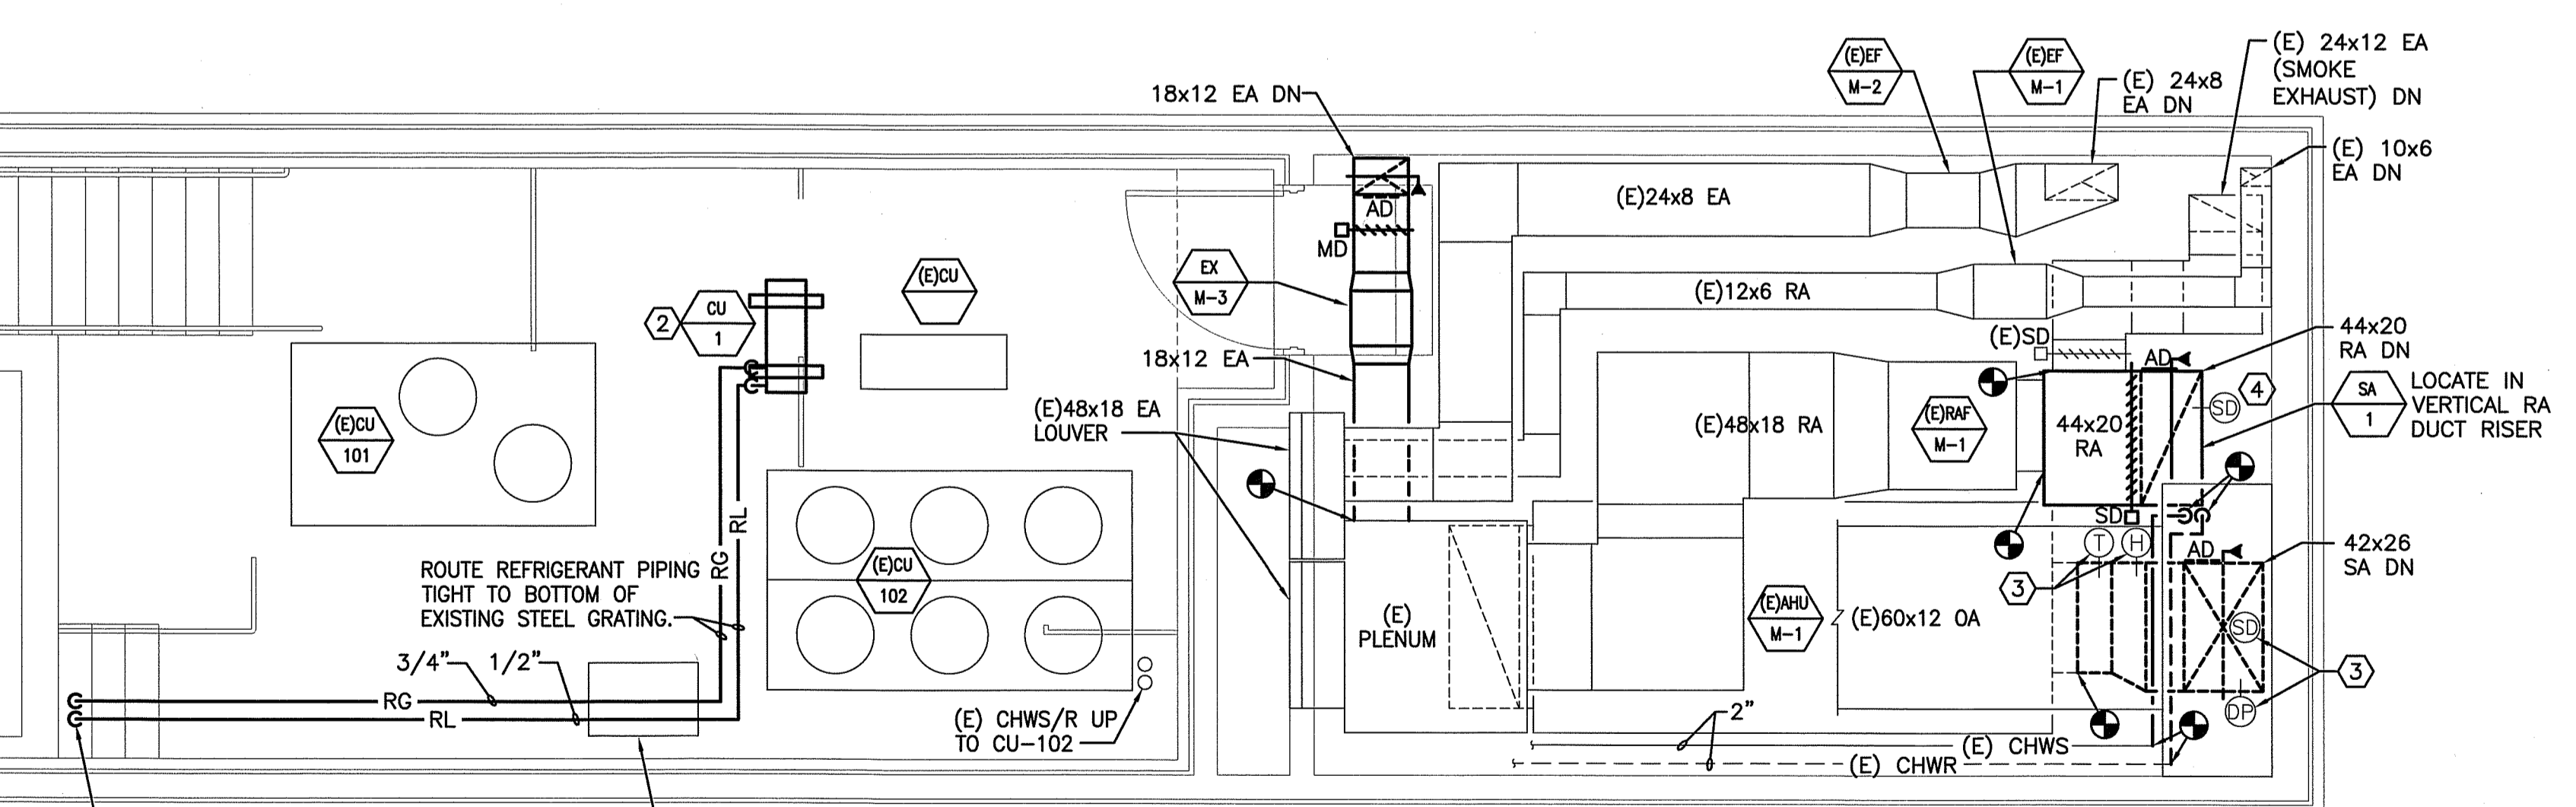 (E)EF
M-2
(E)EF
M-1
(E) 24x12 EA
(SMOKE
EXHAUST) DN
(E) 24x8
EA DN
18x12 EA DN
(E) 10x6
EA DN
(E)24x8 EA
AD
MD
EX
M-3
(E)CU
2
CU
1
(E)12x6 RA
(E)SD
AD
44x20
RA DN
18x12 EA
(E)48x18 EA
LOUVER
4
SD
SA
1
LOCATE IN
VERTICAL RA
DUCT RISER
(E)CU
101
(E)48x18 RA
(E)RAF
M-1
44x20
RA
SD
RG
RL
ROUTE REFRIGERANT PIPING
TIGHT TO BOTTOM OF
EXISTING STEEL GRATING.
(E)CU
102
T
H
AD
42x26
SA DN
3
(E)
PLENUM
(E)AHU
M-1
(E)60x12 OA
SD
3
DP
3/4"
1/2"
RG
RL
(E) CHWS/R UP
TO CU-102
2"
(E) CHWS
(E) CHWR